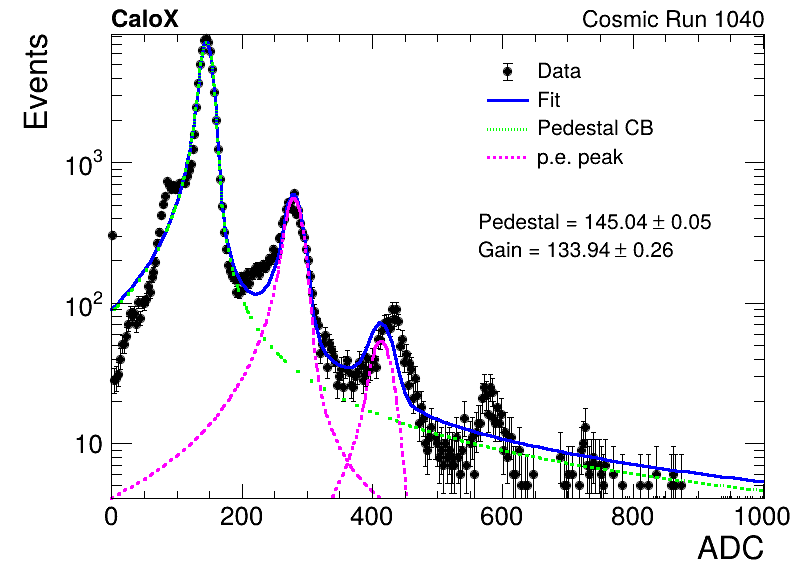 CaloX
Cosmic Run 1040
Events
Data
Fit
Pedestal CB
p.e. peak
Pedestal = 145.04 ± 0.05
Gain = 133.94 ± 0.26
10³
10²
10
0 200 400 600 800 1000
ADC